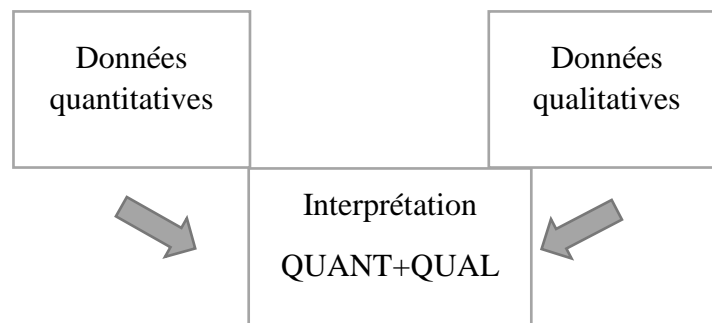 Données
quantitatives
Données
qualitatives
Interprétation
QUANT+QUAL